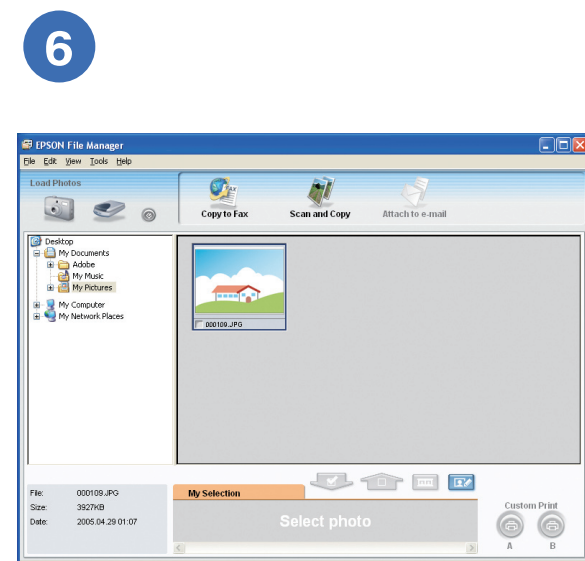 6
EPSON File Manager
File Edit View Tools Help
Load Photos
FAX
Copy to Fax Scan and Copy Attach to e-mail
Desktop
My Documents
Adobe
My Music
My Pictures
My Computer
My Network Places
000109.JPG
File: 000109.JPG
Size: 3927KB
Date: 2005.04.29 01:07
My Selection
Select photo
Custom Print
A B